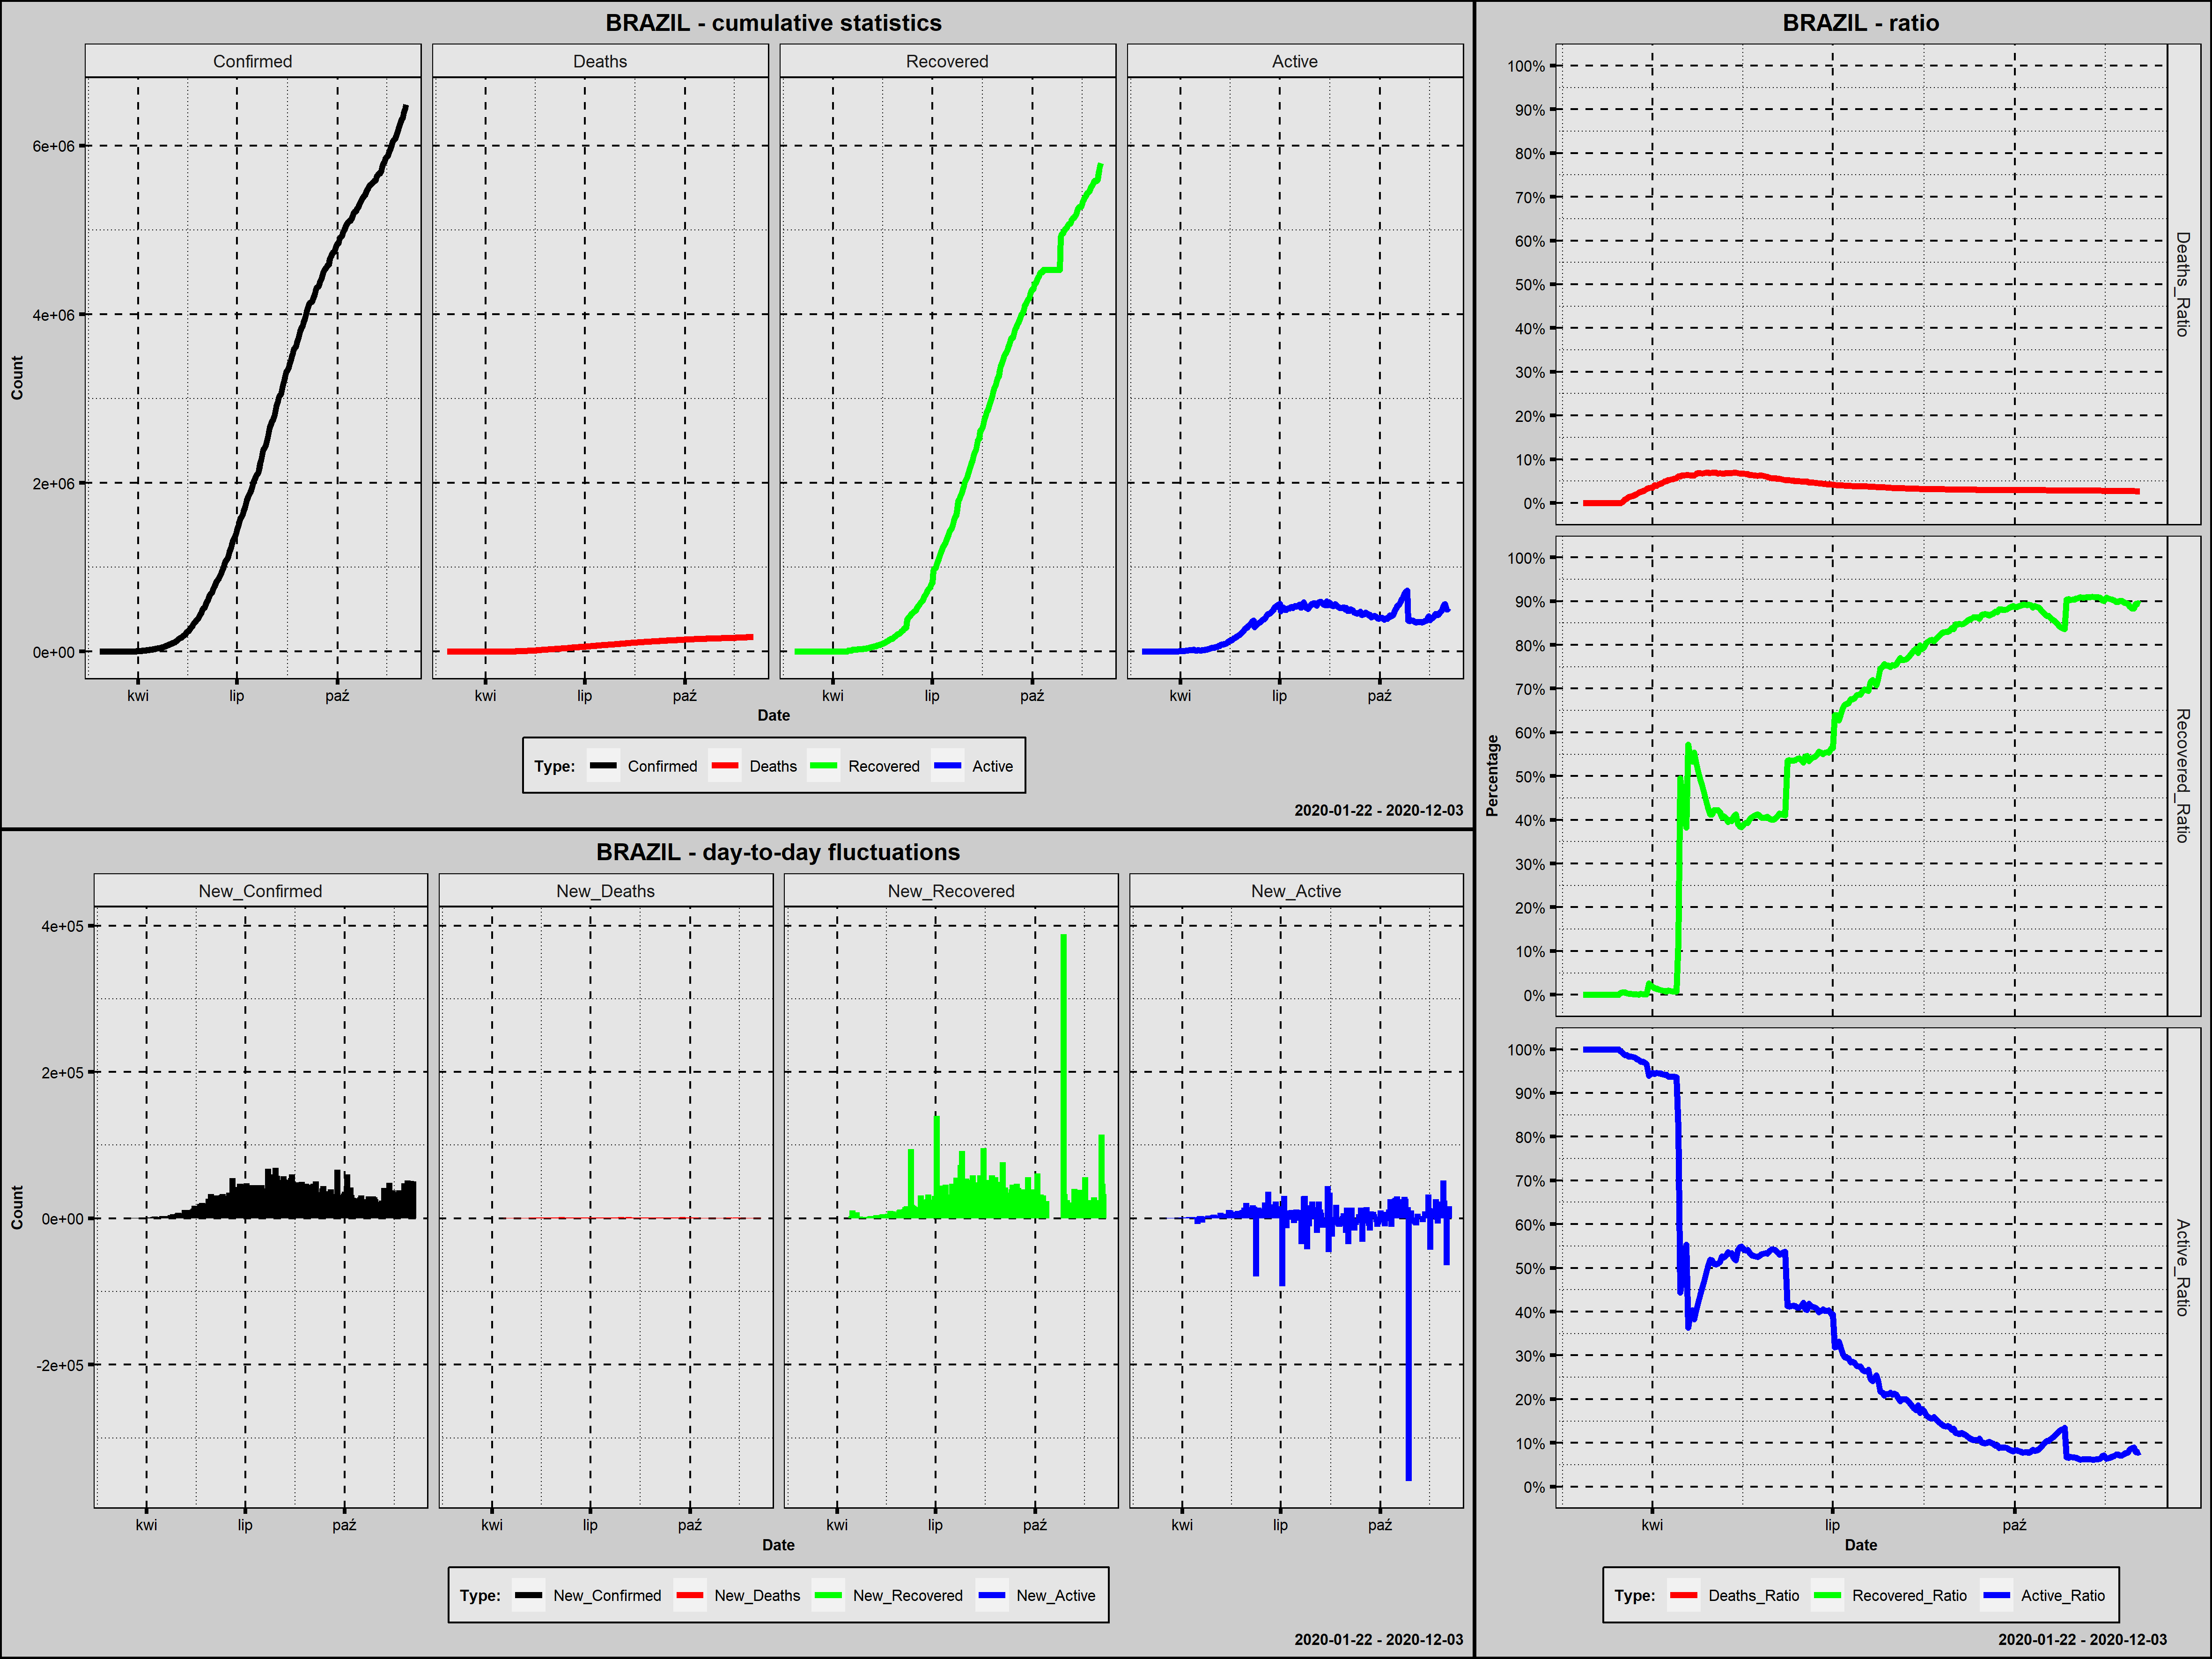 BRAZIL - cumulative statistics
Confirmed Deaths Recovered Active
Count
6e+06
4e+06
2e+06
0e+00
kwi lip paź kwi lip paź kwi lip paź kwi lip paź
Date
Type: Confirmed Deaths Recovered Active
2020-01-22 - 2020-12-03
BRAZIL - day-to-day fluctuations
New_Confirmed New_Deaths New_Recovered New_Active
Count
4e+05
2e+05
0e+00
-2e+05
kwi lip paź kwi lip paź kwi lip paź kwi lip paź
Date
Type: New_Confirmed New_Deaths New_Recovered New_Active
2020-01-22 - 2020-12-03
BRAZIL - ratio
Percentage
100%
90%
80%
70%
60%
50%
40%
30%
20%
10%
0%
Deaths_Ratio
100%
90%
80%
70%
60%
50%
40%
30%
20%
10%
0%
Recovered_Ratio
100%
90%
80%
70%
60%
50%
40%
30%
20%
10%
0%
Active_Ratio
kwi lip paź
Date
Type: Deaths_Ratio Recovered_Ratio Active_Ratio
2020-01-22 - 2020-12-03